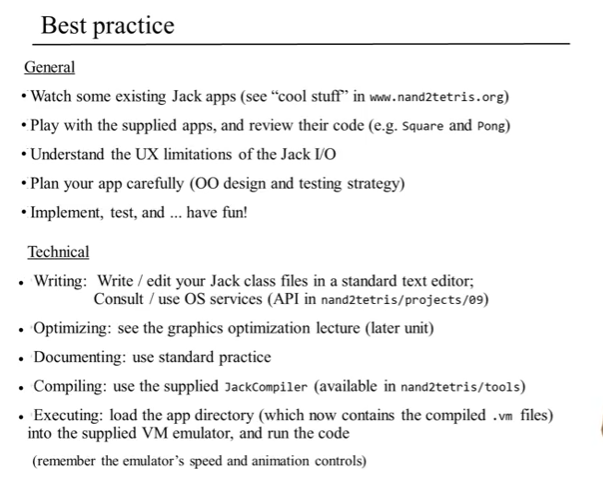 Best practice
General
• Watch some existing Jack apps (see “cool stuff” in www.nand2tetris.org)
• Play with the supplied apps, and review their code (e.g. Square and Pong)
• Understand the UX limitations of the Jack I/O
• Plan your app carefully (OO design and testing strategy)
• Implement, test, and ... have fun!
Technical
• Writing: Write / edit your Jack class files in a standard text editor;
Consult / use OS services (API in nand2tetris/projects/09)
• Optimizing: see the graphics optimization lecture (later unit)
• Documenting: use standard practice
• Compiling: use the supplied JackCompiler (available in nand2tetris/tools)
• Executing: load the app directory (which now contains the compiled .vm files)
into the supplied VM emulator, and run the code
(remember the emulator’s speed and animation controls)